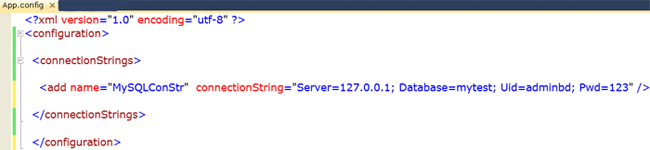 App.config ×
<?xml version="1.0" encoding="utf-8" ?>
<configuration>
<connectionStrings>
<add name="MySQLConStr" connectionString="Server=127.0.0.1; Database=mytest; Uid=adminbd; Pwd=123" />
</connectionStrings>
</configuration>